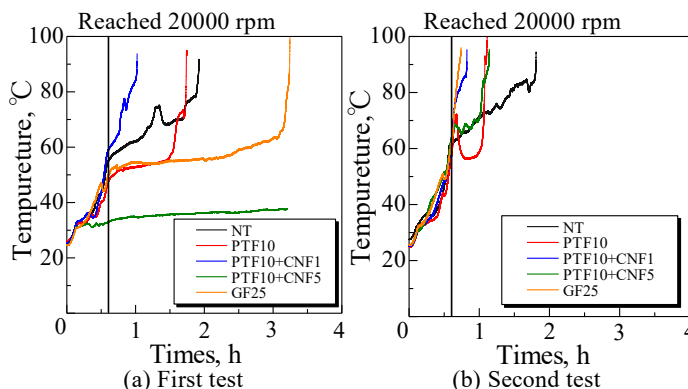 Reached 20000 rpm
100
80
60
40
20
Tempureture, ℃
0
1
2
3
4
Times, h
NT
PTF10
PTF10+CNF1
PTF10+CNF5
GF25
(a) First test
Reached 20000 rpm
100
80
60
40
20
Tempureture, ℃
0
1
2
3
4
Times, h
NT
PTF10
PTF10+CNF1
PTF10+CNF5
GF25
(b) Second test